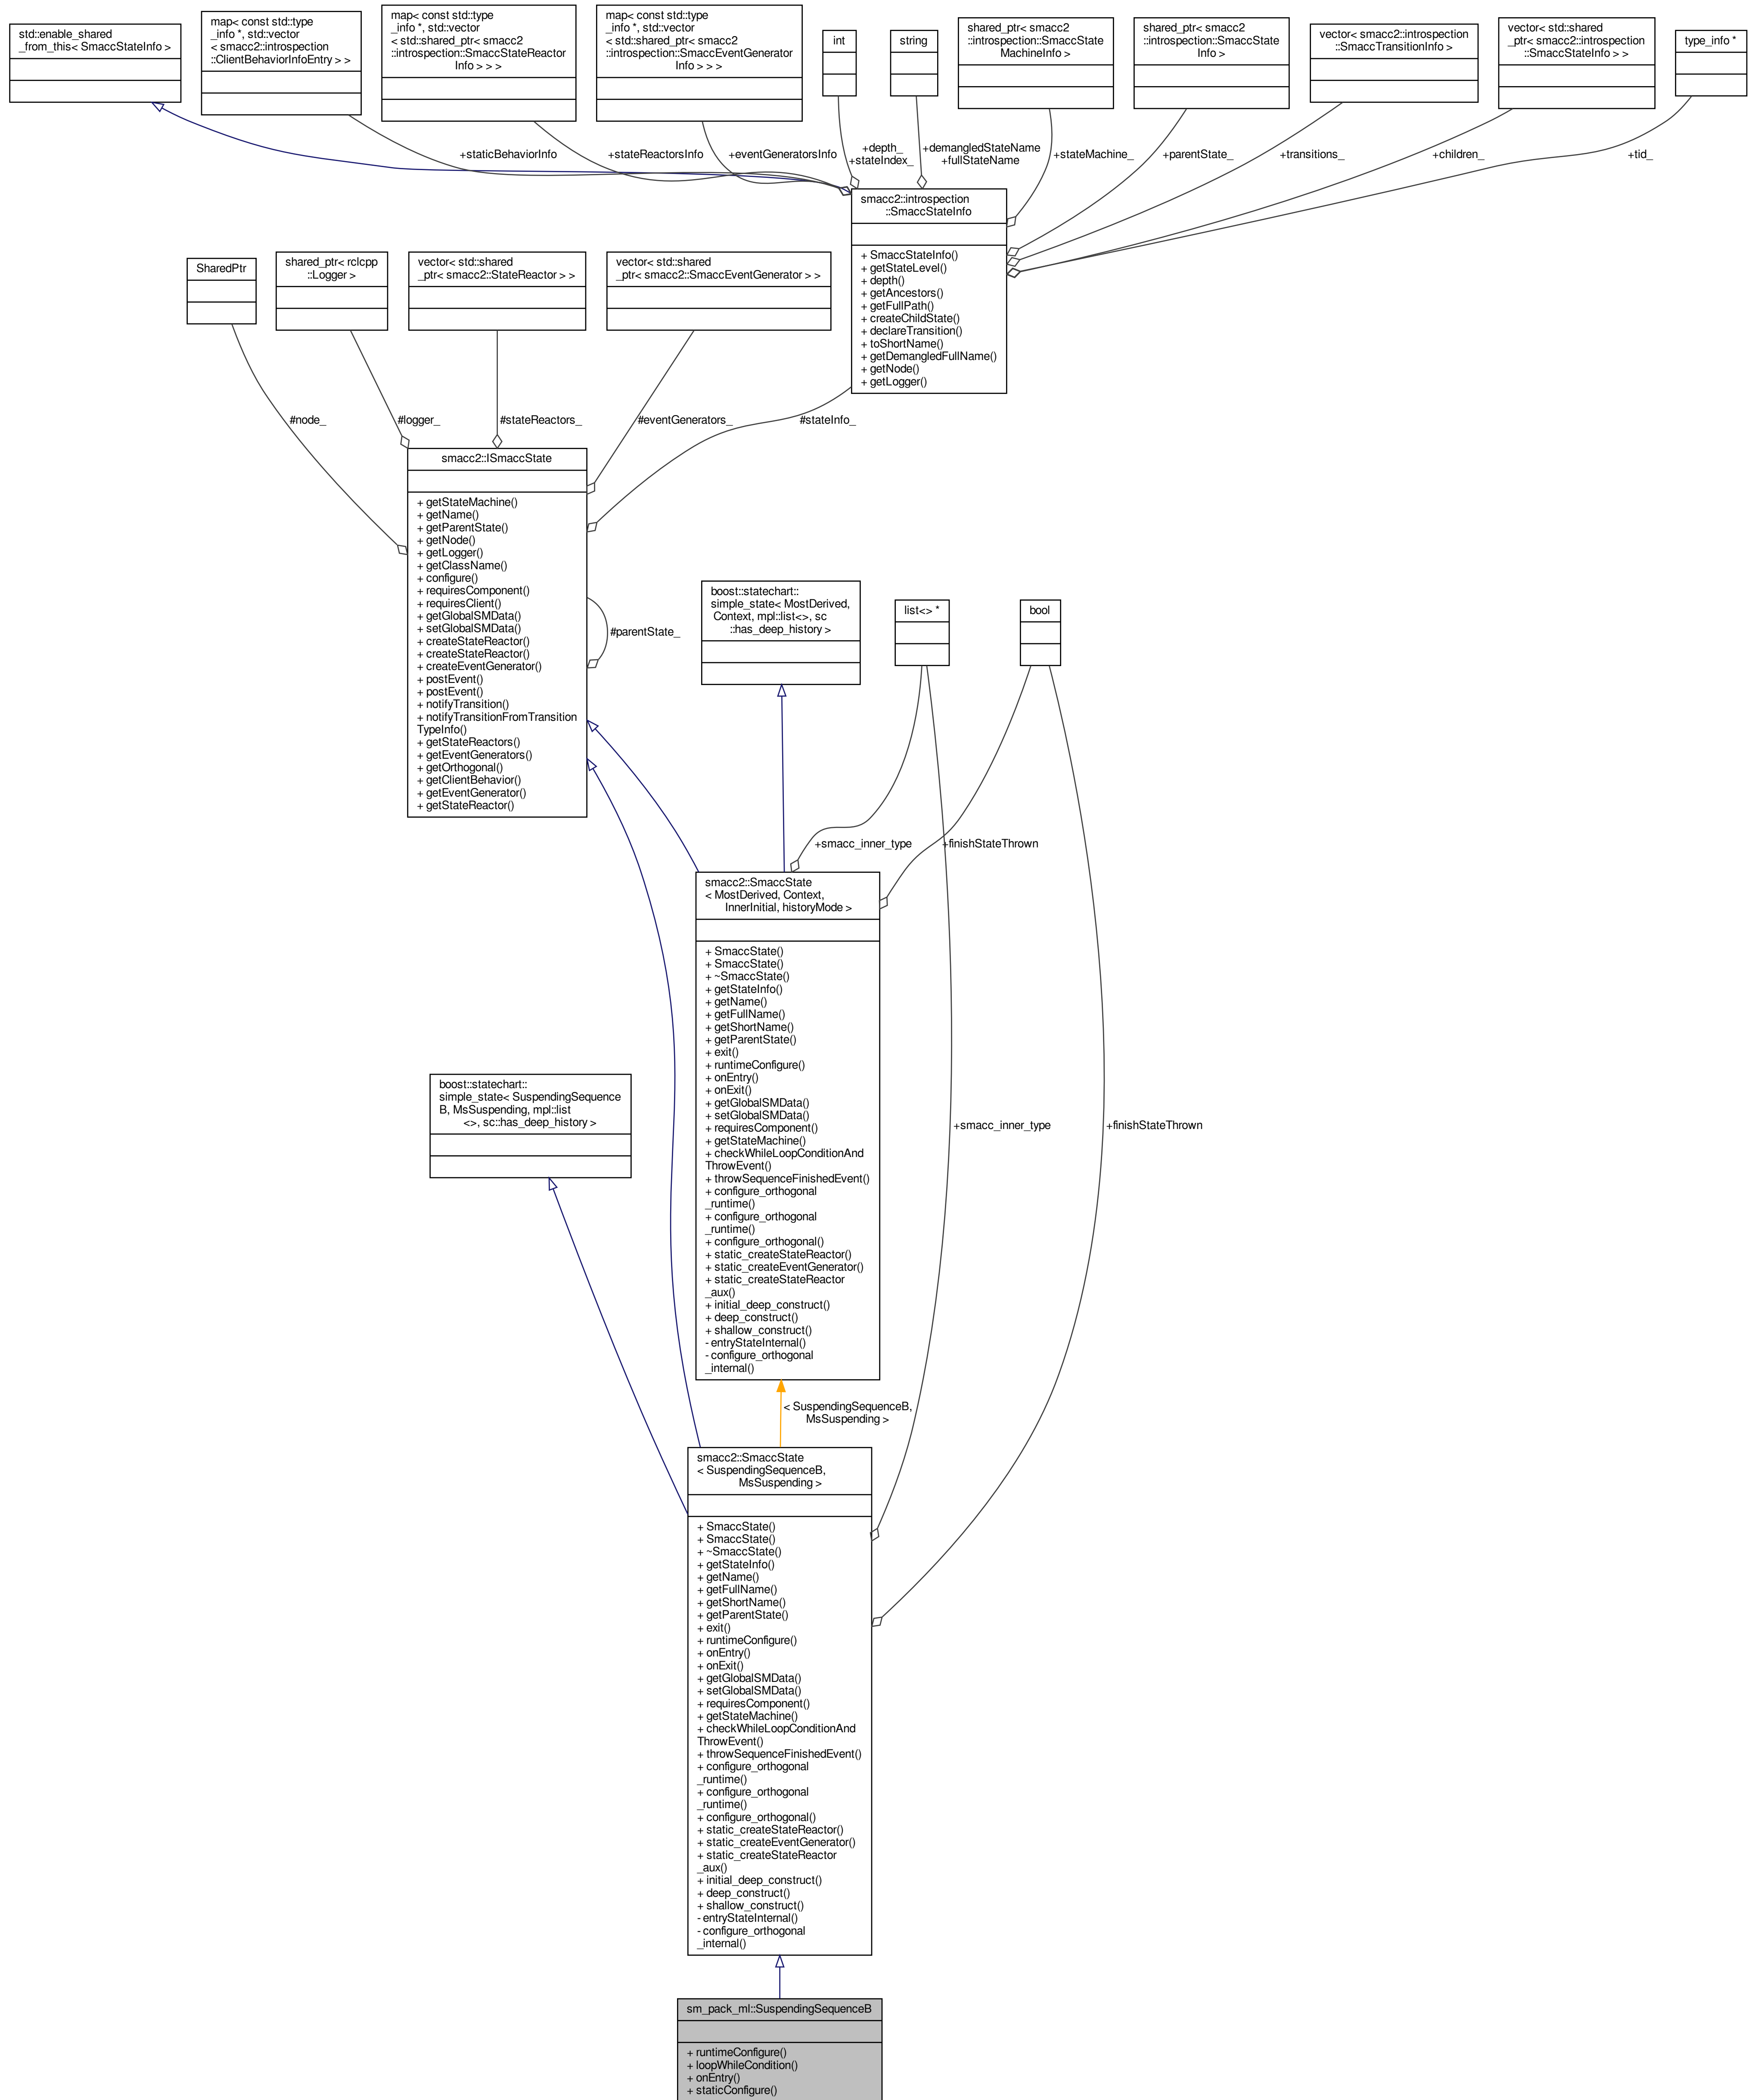 std::enable_shared
_from_this< SmaccStateInfo >
map< const std::type
_info *, std::vector
< smacc2::introspection
::ClientBehaviorInfoEntry > >
map< const std::type
_info *, std::vector
< std::shared_ptr< smacc2
::introspection::SmaccStateReactor
Info > > >
map< const std::type
_info *, std::vector
< std::shared_ptr< smacc2
::introspection::SmaccEventGenerator
Info > > >
int
string
shared_ptr< smacc2
::introspection::SmaccState
MachineInfo >
shared_ptr< smacc2
::introspection::SmaccState
Info >
vector< smacc2::introspection
::SmaccTransitionInfo >
vector< std::shared
_ptr< smacc2::introspection
::SmaccStateInfo > >
type_info *
+staticBehaviorInfo
+stateReactorsInfo
+eventGeneratorsInfo
+depth_
+stateIndex_
+demangledStateName
+fullStateName
+stateMachine_
+parentState_
+transitions_
+children_
+tid_
smacc2::introspection
::SmaccStateInfo
+ SmaccStateInfo()
+ getStateLevel()
+ depth()
+ getAncestors()
+ getFullPath()
+ createChildState()
+ declareTransition()
+ toShortName()
+ getDemangledFullName()
+ getNode()
+ getLogger()
SharedPtr
shared_ptr< rclcpp
::Logger >
vector< std::shared
_ptr< smacc2::StateReactor > >
vector< std::shared
_ptr< smacc2::SmaccEventGenerator > >
#node_
#logger_
#stateReactors_
#eventGenerators_
#stateInfo_
smacc2::ISmaccState
+ getStateMachine()
+ getName()
+ getParentState()
+ getNode()
+ getLogger()
+ getClassName()
+ configure()
+ requiresComponent()
+ requiresClient()
+ getGlobalSMData()
+ setGlobalSMData()
+ createStateReactor()
+ createStateReactor()
+ createEventGenerator()
+ postEvent()
+ postEvent()
+ notifyTransition()
+ notifyTransitionFromTransition
TypeInfo()
+ getStateReactors()
+ getEventGenerators()
+ getOrthogonal()
+ getClientBehavior()
+ getEventGenerator()
+ getStateReactor()
#parentState_
boost::statechart::
simple_state< MostDerived,
Context, mpl::list<>, sc
::has_deep_history >
list<> *
bool
+smacc_inner_type
+finishStateThrown
smacc2::SmaccState
< MostDerived, Context,
InnerInitial, historyMode >
+ SmaccState()
+ SmaccState()
+ ~SmaccState()
+ getStateInfo()
+ getName()
+ getFullName()
+ getShortName()
+ getParentState()
+ exit()
+ runtimeConfigure()
+ onEntry()
+ onExit()
+ getGlobalSMData()
+ setGlobalSMData()
+ requiresComponent()
+ getStateMachine()
+ checkWhileLoopConditionAnd
ThrowEvent()
+ throwSequenceFinishedEvent()
+ configure_orthogonal
_runtime()
+ configure_orthogonal
_runtime()
+ configure_orthogonal()
+ static_createStateReactor()
+ static_createEventGenerator()
+ static_createStateReactor
_aux()
+ initial_deep_construct()
+ deep_construct()
+ shallow_construct()
- entryStateInternal()
- configure_orthogonal
_internal()
boost::statechart::
simple_state< SuspendingSequence
B, MsSuspending, mpl::list
<>, sc::has_deep_history >
+smacc_inner_type
+finishStateThrown
< SuspendingSequenceB,
MsSuspending >
smacc2::SmaccState
< SuspendingSequenceB,
MsSuspending >
+ SmaccState()
+ SmaccState()
+ ~SmaccState()
+ getStateInfo()
+ getName()
+ getFullName()
+ getShortName()
+ getParentState()
+ exit()
+ runtimeConfigure()
+ onEntry()
+ onExit()
+ getGlobalSMData()
+ setGlobalSMData()
+ requiresComponent()
+ getStateMachine()
+ checkWhileLoopConditionAnd
ThrowEvent()
+ throwSequenceFinishedEvent()
+ configure_orthogonal
_runtime()
+ configure_orthogonal
_runtime()
+ configure_orthogonal()
+ static_createStateReactor()
+ static_createEventGenerator()
+ static_createStateReactor
_aux()
+ initial_deep_construct()
+ deep_construct()
+ shallow_construct()
- entryStateInternal()
- configure_orthogonal
_internal()
sm_pack_ml::SuspendingSequenceB
+ runtimeConfigure()
+ loopWhileCondition()
+ onEntry()
+ staticConfigure()